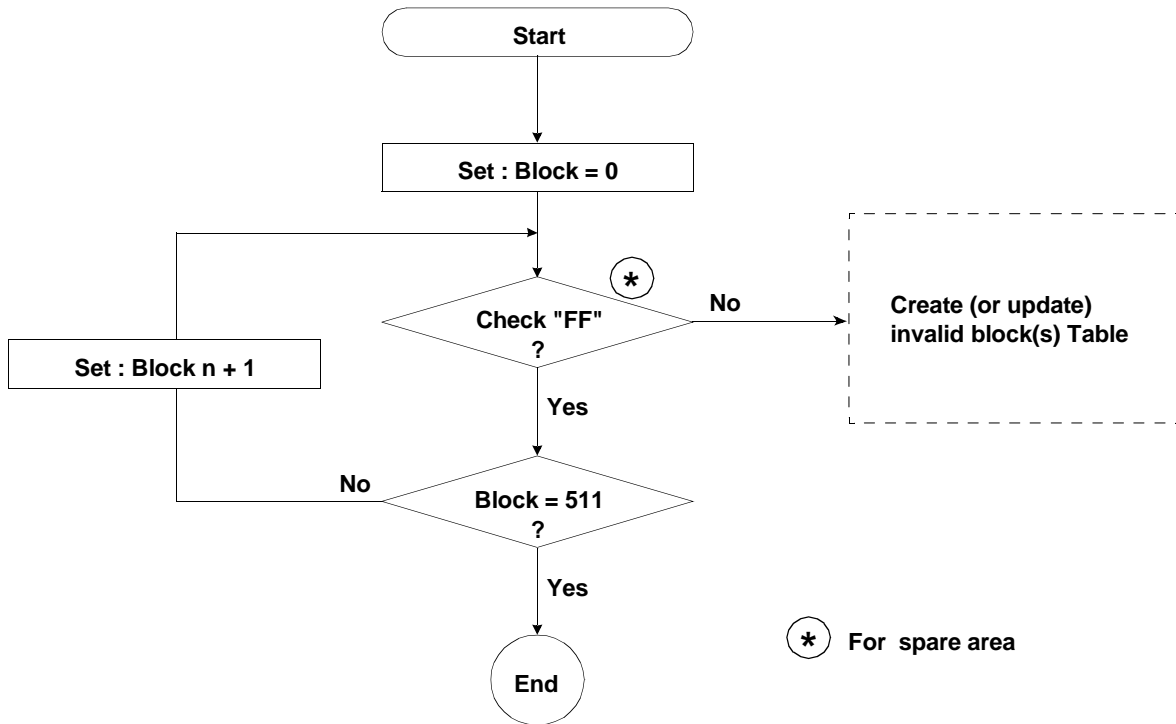 Start
Set : Block = 0
*
Check "FF"
?
No
Create (or update)
invalid block(s) Table
Set : Block n + 1
Yes
No
Block = 511
?
Yes
* For spare area
End